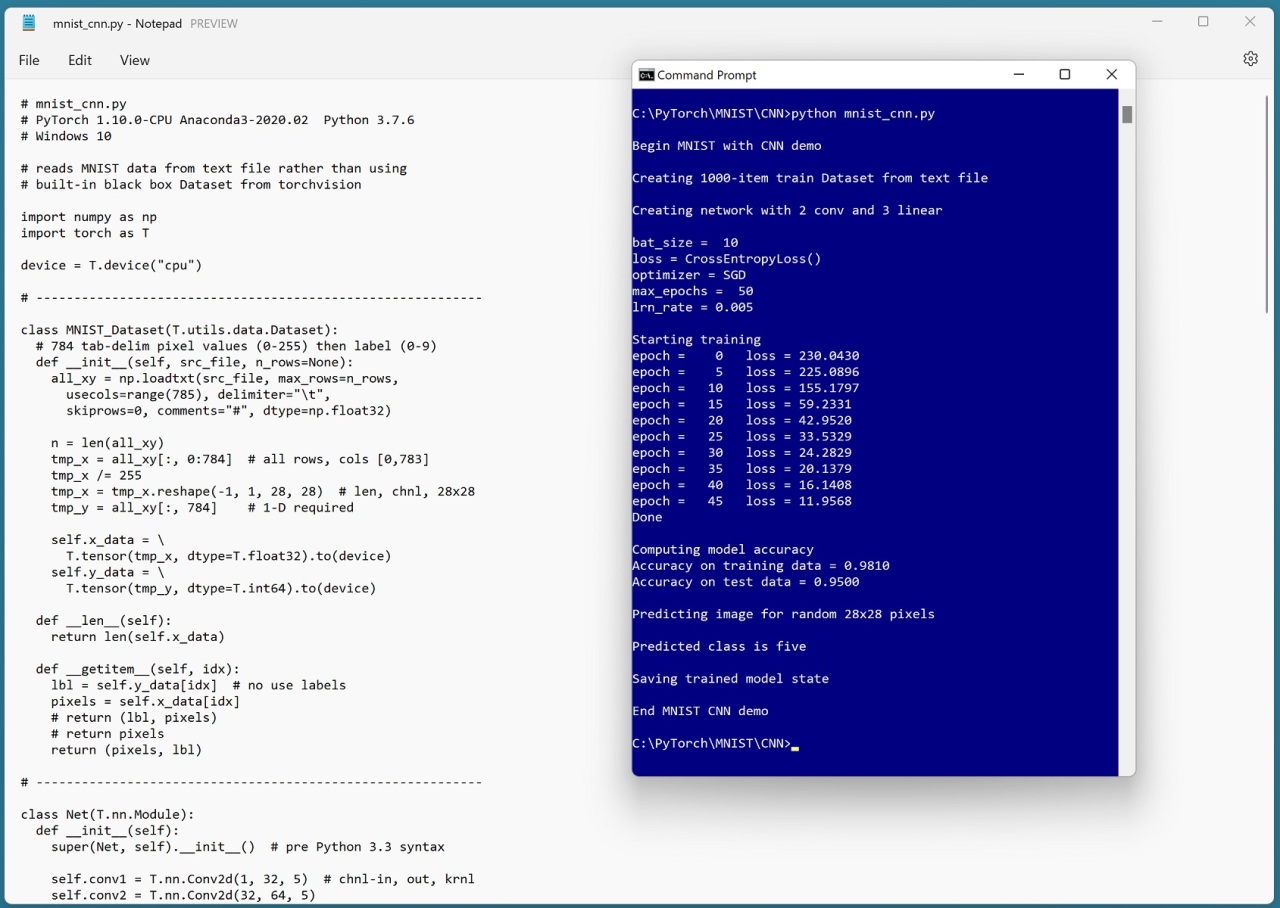 mnist_cnn.py - Notepad PREVIEW
File Edit View
# mnist_cnn.py
# PyTorch 1.10.0-CPU Anaconda3-2020.02  Python 3.7.6
# Windows 10
# reads MNIST data from text file rather than using
# built-in black box Dataset from torchvision
import numpy as np
import torch as T
device = T.device("cpu")
# -----------------------------------------------------------
class MNIST_Dataset(T.utils.data.Dataset):
  # 784 tab-delim pixel values (0-255) then label (0-9)
  def __init__(self, src_file, n_rows=None):
    all_xy = np.loadtxt(src_file, max_rows=n_rows,
      usecols=range(785), delimiter="\t",
      skiprows=0, comments="#", dtype=np.float32)
    n = len(all_xy)
    tmp_x = all_xy[:, 0:784]  # all rows, cols [0,783]
    tmp_x /= 255
    tmp_x = tmp_x.reshape(-1, 1, 28, 28)  # len, chnl, 28x28
    tmp_y = all_xy[:, 784]    # 1-D required
    self.x_data = \
      T.tensor(tmp_x, dtype=T.float32).to(device)
    self.y_data = \
      T.tensor(tmp_y, dtype=T.int64).to(device)
  def __len__(self):
    return len(self.x_data)
  def __getitem__(self, idx):
    lbl = self.y_data[idx]  # no use labels
    pixels = self.x_data[idx]
    # return (lbl, pixels)
    # return pixels
    return (pixels, lbl)
# -----------------------------------------------------------
class Net(T.nn.Module):
  def __init__(self):
    super(Net, self).__init__()  # pre Python 3.3 syntax
    self.conv1 = T.nn.Conv2d(1, 32, 5)  # chnl-in, out, krnl
    self.conv2 = T.nn.Conv2d(32, 64, 5)
Command Prompt
C:\PyTorch\MNIST\CNN>python mnist_cnn.py
Begin MNIST with CNN demo
Creating 1000-item train Dataset from text file
Creating network with 2 conv and 3 linear
bat_size =  10
loss = CrossEntropyLoss()
optimizer = SGD
max_epochs =  50
lrn_rate = 0.005
Starting training
epoch =    0   loss = 230.0430
epoch =    5   loss = 225.0896
epoch =   10   loss = 155.1797
epoch =   15   loss = 59.2331
epoch =   20   loss = 42.9520
epoch =   25   loss = 33.5329
epoch =   30   loss = 24.2829
epoch =   35   loss = 20.1379
epoch =   40   loss = 16.1408
epoch =   45   loss = 11.9568
Done
Computing model accuracy
Accuracy on training data = 0.9810
Accuracy on test data = 0.9500
Predicting image for random 28x28 pixels
Predicted class is five
Saving trained model state
End MNIST CNN demo
C:\PyTorch\MNIST\CNN>